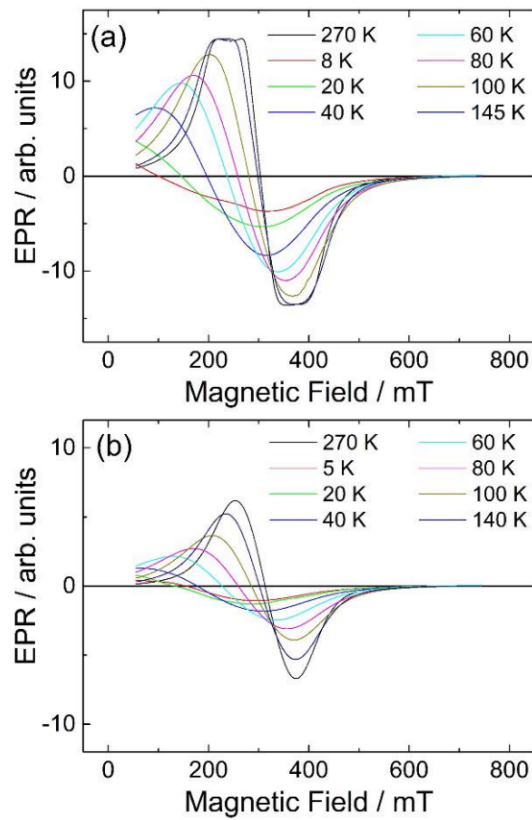 (a)
270 K 60 K
8 K 80 K
20 K 100 K
40 K 145 K
10
0
-10
EPR / arb. units
0 200 400 600 800
Magnetic Field / mT
(b)
270 K 60 K
5 K 80 K
20 K 100 K
40 K 140 K
10
0
-10
EPR / arb. units
0 200 400 600 800
Magnetic Field / mT